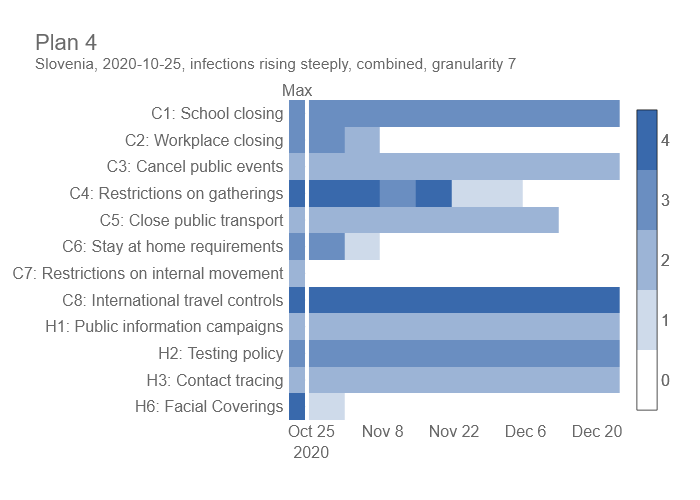 Plan 4
Slovenia, 2020-10-25, infections rising steeply, combined, granularity 7
Max
C1: School closing
C2: Workplace closing
C3: Cancel public events
C4: Restrictions on gatherings
C5: Close public transport
C6: Stay at home requirements
C7: Restrictions on internal movement
C8: International travel controls
H1: Public information campaigns
H2: Testing policy
H3: Contact tracing
H6: Facial Coverings
Oct 25 Nov 8 Nov 22 Dec 6 Dec 20
2020
4
3
2
1
0